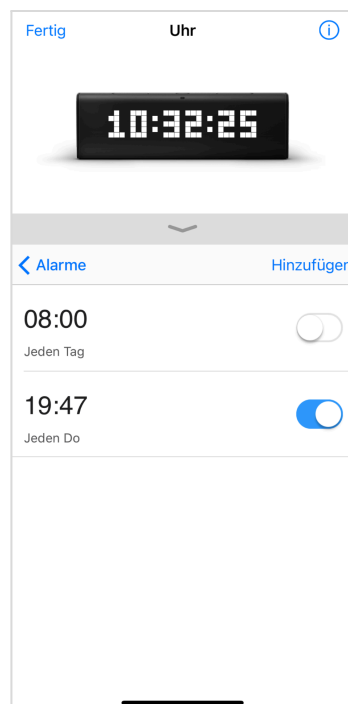 Fertig Uhr
10:32:25
Alarme Hinzufügen
08:00
Jeden Tag
19:47
Jeden Do